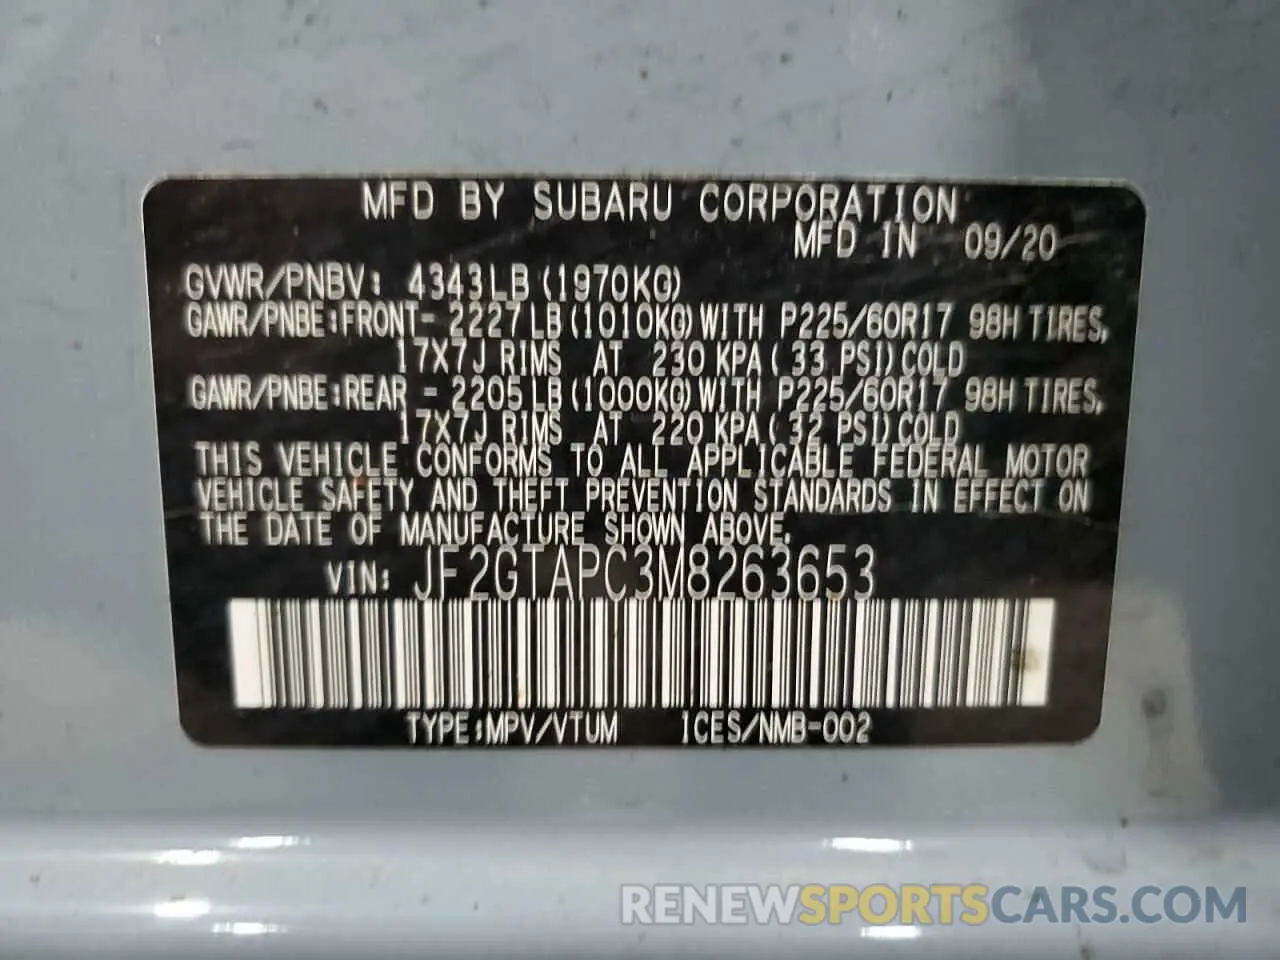 MFD BY SUBARU CORPORATION
MFD IN 09/20
GVWR/PNBV: 4343LB (1970KG)
GAWR/PNBE:FRONT- 2227LB (1010KG) WITH P225/60R17 98H TIRES,
17X7J RIMS AT 230 KPA ( 33 PSI) COLD
GAWR/PNBE:REAR - 2205LB (1000KG) WITH P225/60R17 98H TIRES,
17X7J RIMS AT 220 KPA ( 32 PSI) COLD
THIS VEHICLE CONFORMS TO ALL APPLICABLE FEDERAL MOTOR
VEHICLE SAFETY AND THEFT PREVENTION STANDARDS IN EFFECT ON
THE DATE OF MANUFACTURE SHOWN ABOVE.
VIN: JF2GTAPC3M8263653
TYPE:MPV/VTUM ICES/NMB-002
RENEWSPORTSCARS.COM